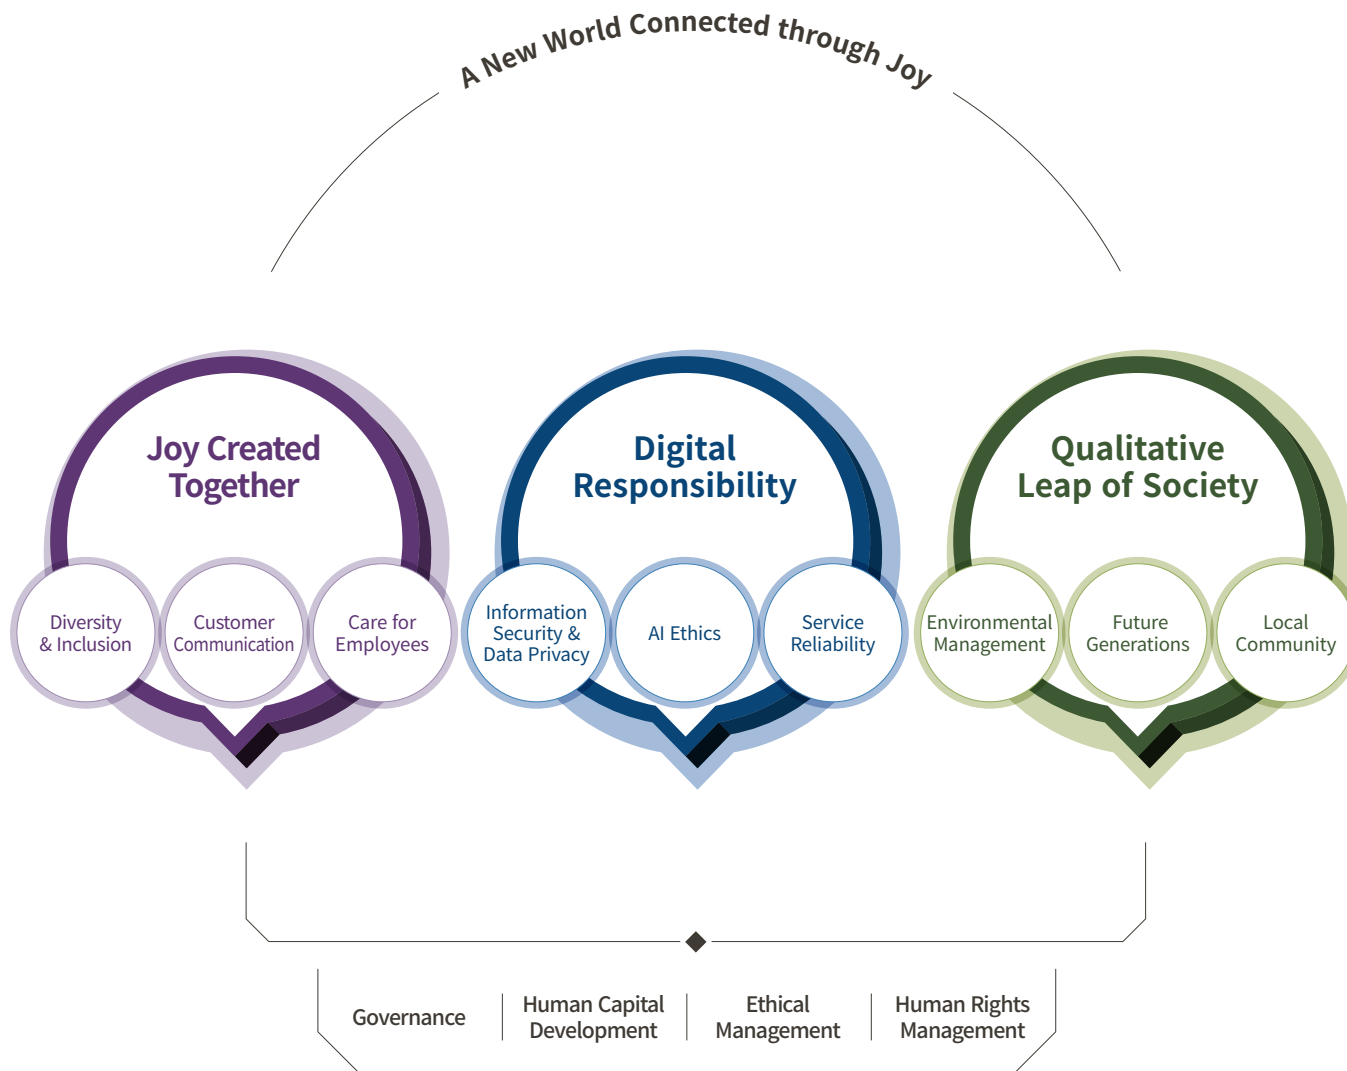 A New World Connected through Joy
Joy Created
Together
Diversity
& Inclusion
Customer
Communication
Care for
Employees
Digital
Responsibility
Information
Security &
Data Privacy
AI Ethics
Service
Reliability
Qualitative
Leap of Society
Environmental
Management
Future
Generations
Local
Community
Governance
Human Capital
Development
Ethical
Management
Human Rights
Management